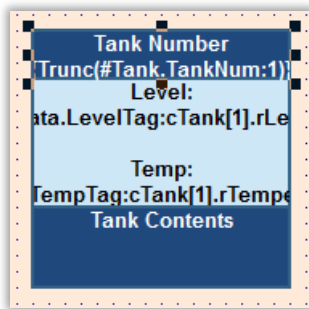 Tank Number
{Trunc(#Tank.TankNum:1)}
Level:
ata.LevelTag:cTank[1].rLe
Temp:
TempTag:cTank[1].rTempe
Tank Contents